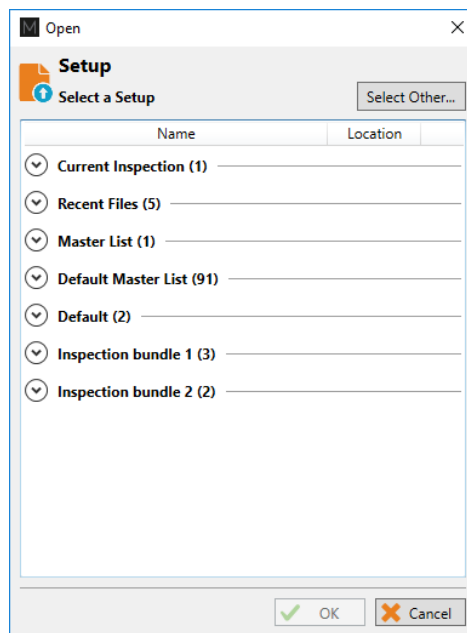 M Open
Setup
Select a Setup
Select Other...
Name Location
Current Inspection (1)
Recent Files (5)
Master List (1)
Default Master List (91)
Default (2)
Inspection bundle 1 (3)
Inspection bundle 2 (2)
OK Cancel